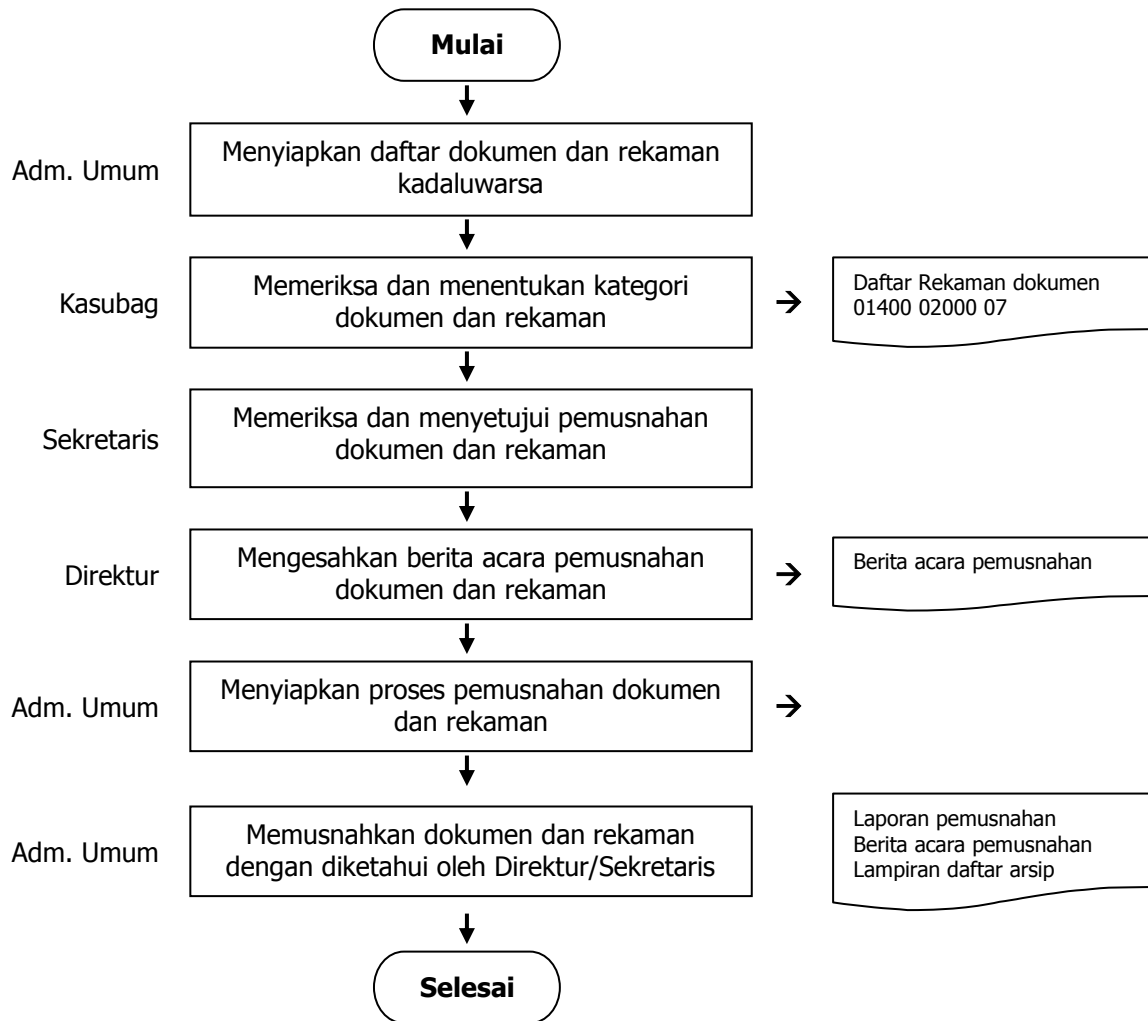 Mulai
Adm. Umum
Menyiapkan daftar dokumen dan rekaman
kadaluwarsa
Kasubag
Memeriksa dan menentukan kategori
dokumen dan rekaman
Daftar Rekaman dokumen
01400 02000 07
Sekretaris
Memeriksa dan menyetujui pemusnahan
dokumen dan rekaman
Direktur
Mengesahkan berita acara pemusnahan
dokumen dan rekaman
Berita acara pemusnahan
Adm. Umum
Menyiapkan proses pemusnahan dokumen
dan rekaman
Adm. Umum
Memusnahkan dokumen dan rekaman
dengan diketahui oleh Direktur/Sekretaris
Laporan pemusnahan
Berita acara pemusnahan
Lampiran daftar arsip
Selesai